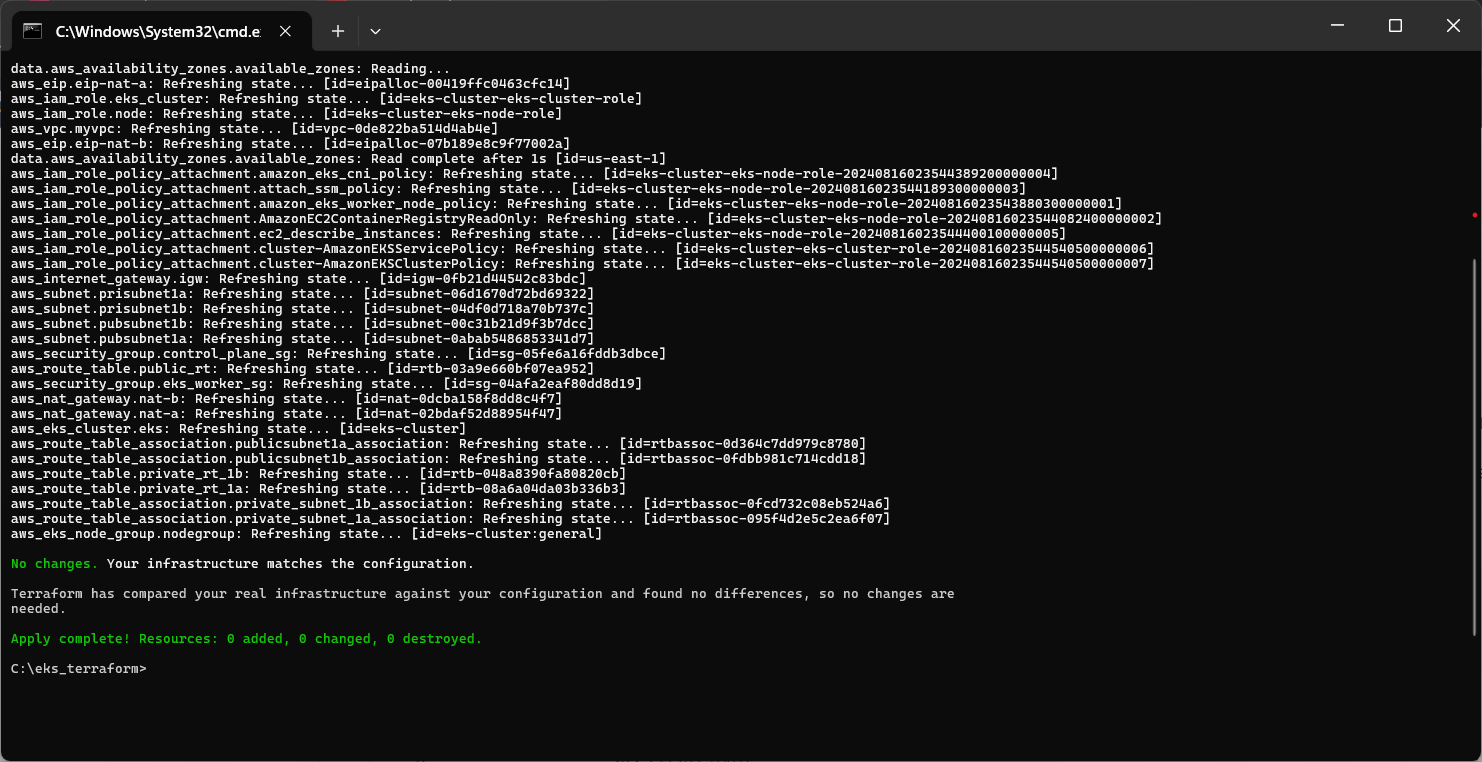 C:\Windows\System32\cmd.e:
data.aws_availability_zones.available_zones: Reading...
aws_eip.eip-nat-a: Refreshing state... [id=eipalloc-00419ffc0463cfc14]
aws_iam_role.eks_cluster: Refreshing state... [id=eks-cluster-eks-cluster-role]
aws_iam_role.node: Refreshing state... [id=eks-cluster-eks-node-role]
aws_vpc.myvpc: Refreshing state... [id=vpc-0de822ba514d4ab4e]
aws_eip.eip-nat-b: Refreshing state... [id=eipalloc-07b189e8c9f77002a]
data.aws_availability_zones.available_zones: Read complete after 1s [id=us-east-1]
aws_iam_role_policy_attachment.amazon_eks_cni_policy: Refreshing state... [id=eks-cluster-eks-node-role-20240816023544389200000004]
aws_iam_role_policy_attachment.attach_ssm_policy: Refreshing state... [id=eks-cluster-eks-node-role-20240816023544189300000003]
aws_iam_role_policy_attachment.amazon_eks_worker_node_policy: Refreshing state... [id=eks-cluster-eks-node-role-20240816023543880300000001]
aws_iam_role_policy_attachment.AmazonEC2ContainerRegistryReadOnly: Refreshing state... [id=eks-cluster-eks-node-role-20240816023544082400000002]
aws_iam_role_policy_attachment.ec2_describe_instances: Refreshing state... [id=eks-cluster-eks-node-role-20240816023544400100000005]
aws_iam_role_policy_attachment.cluster-AmazonEKSServicePolicy: Refreshing state... [id=eks-cluster-eks-cluster-role-20240816023544540500000006]
aws_iam_role_policy_attachment.cluster-AmazonEKSClusterPolicy: Refreshing state... [id=eks-cluster-eks-cluster-role-20240816023544540500000007]
aws_internet_gateway.igw: Refreshing state... [id=igw-0fb21d44542c83bdc]
aws_subnet.prisubnet1a: Refreshing state... [id=subnet-06d1670d72bd69322]
aws_subnet.prisubnet1b: Refreshing state... [id=subnet-04df0d718a70b737c]
aws_subnet.pubsubnet1b: Refreshing state... [id=subnet-00c31b21d9f3b7dcc]
aws_subnet.pubsubnet1a: Refreshing state... [id=subnet-0abab5486853341d7]
aws_security_group.control_plane_sg: Refreshing state... [id=sg-05fe6a16fddb3dbce]
aws_route_table.public_rt: Refreshing state... [id=rtb-03a9e660bf07ea952]
aws_security_group.eks_worker_sg: Refreshing state... [id=sg-04afa2eaf80dd8d19]
aws_nat_gateway.nat-b: Refreshing state... [id=nat-0dcba158f8dd8c4f7]
aws_nat_gateway.nat-a: Refreshing state... [id=nat-02bdaf52d88954f47]
aws_eks_cluster.eks: Refreshing state... [id=eks-cluster]
aws_route_table_association.publicsubnet1a_association: Refreshing state... [id=rtbassoc-0d364c7dd979c8780]
aws_route_table_association.publicsubnet1b_association: Refreshing state... [id=rtbassoc-0fdbb981c714cdd18]
aws_route_table.private_rt_1b: Refreshing state... [id=rtb-048a8390fa80820cb]
aws_route_table.private_rt_1a: Refreshing state... [id=rtb-08a6a04da03b336b3]
aws_route_table_association.private_subnet_1b_association: Refreshing state... [id=rtbassoc-0fcd732c08eb524a6]
aws_route_table_association.private_subnet_1a_association: Refreshing state... [id=rtbassoc-095f4d2e5c2ea6f07]
aws_eks_node_group.nodegroup: Refreshing state... [id=eks-cluster:general]
No changes. Your infrastructure matches the configuration.
Terraform has compared your real infrastructure against your configuration and found no differences, so no changes are
needed.
Apply complete! Resources: 0 added, 0 changed, 0 destroyed.
C:\eks_terraform>